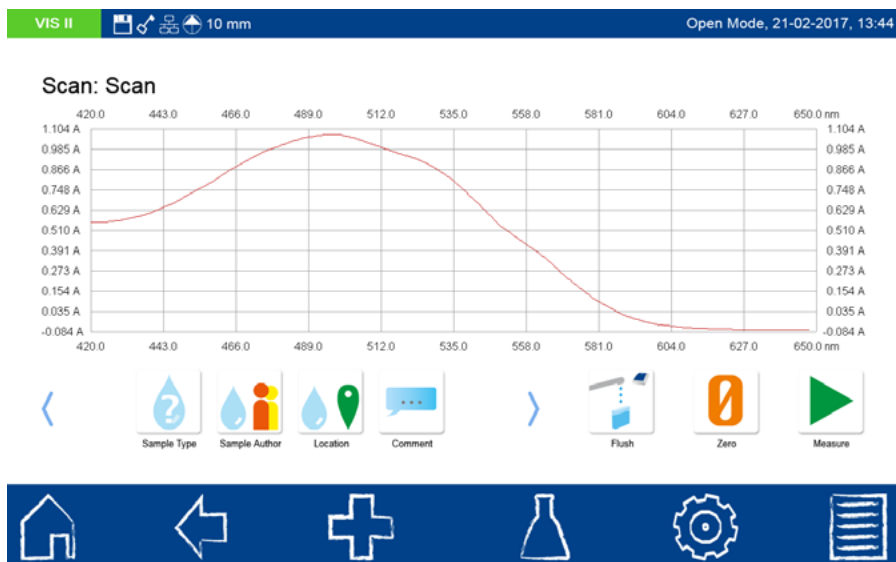 VIS II 10 mm Open Mode, 21-02-2017, 13:44
Scan: Scan
420.0 443.0 466.0 489.0 512.0 535.0 558.0 581.0 604.0 627.0 650.0 nm
1.104 A 1.104 A
0.985 A 0.985 A
0.866 A 0.866 A
0.748 A 0.748 A
0.629 A 0.629 A
0.510 A 0.510 A
0.391 A 0.391 A
0.273 A 0.273 A
0.154 A 0.154 A
0.035 A 0.035 A
-0.084 A -0.084 A
420.0 443.0 466.0 489.0 512.0 535.0 558.0 581.0 604.0 627.0 650.0 nm
? ... 0
Sample Type Sample Author Location Comment Flush Zero Measure